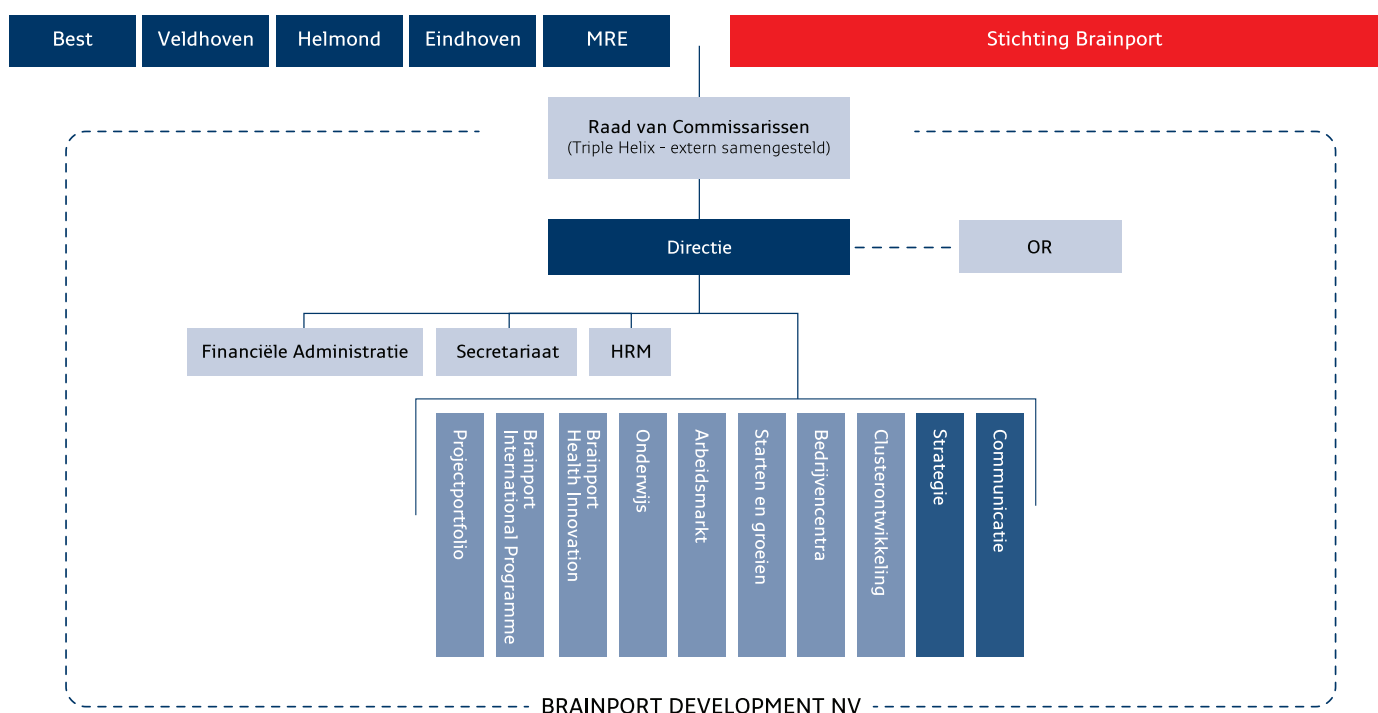 Best
Veldhoven
Helmond
Eindhoven
MRE
Stichting Brainport
Raad van Commissarissen
(Triple Helix - extern samengesteld)
Directie
OR
Financiële Administratie
Secretariaat
HRM
Projectportfolio
Brainport
International Programme
Brainport
Health Innovation
Onderwijs
Arbeidsmarkt
Starten en groeien
Bedrijvencentra
Clusterontwikkeling
Strategie
Communicatie
BRAINPORT DEVELOPMENT NV